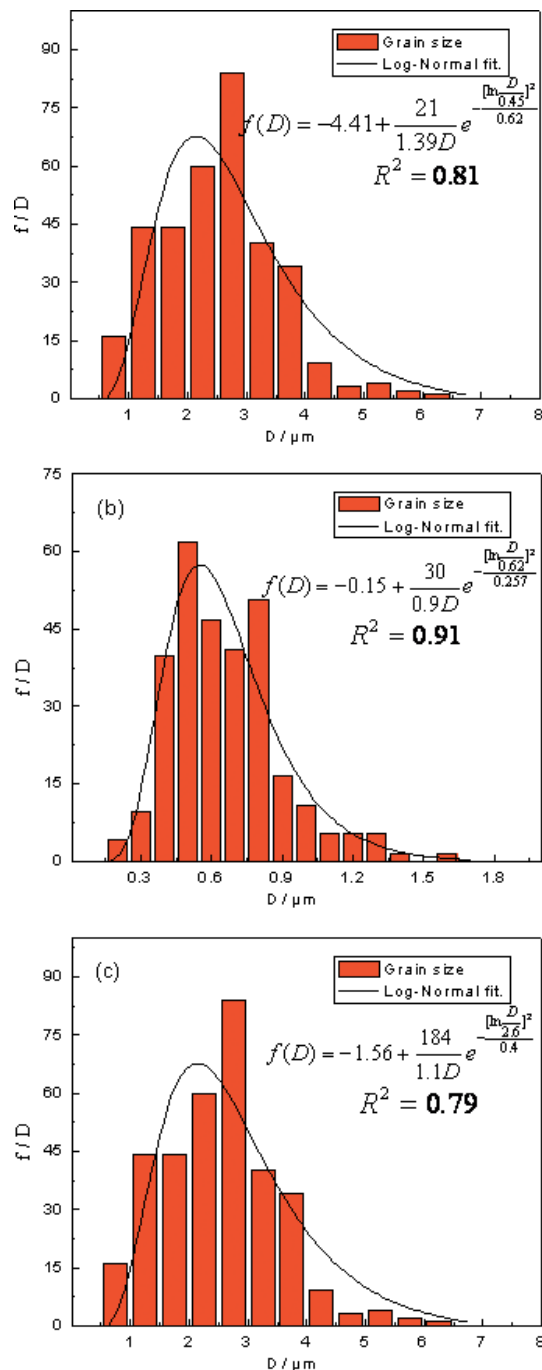 90
75
60
45
30
15
0
f / D
Grain size
Log-Normal fit.
f(D) = −4.41+ 21/1.39D e^−[ln D/0.45]²/0.62
R² = 0.81
1 2 3 4 5 6 7 8
D / μm
75
60
45
30
15
0
f / D
(b)
Grain size
Log-Normal fit.
f(D) = −0.15 + 30/0.9D e^−[ln D/0.62]²/0.257
R² = 0.91
0.3 0.6 0.9 1.2 1.5 1.8
D / μm
90
75
60
45
30
15
0
f / D
(c)
Grain size
Log-Normal fit.
f(D) = −1.56 + 184/1.1D e^−[ln D/2.6]²/0.4
R² = 0.79
1 2 3 4 5 6 7 8
D / μm